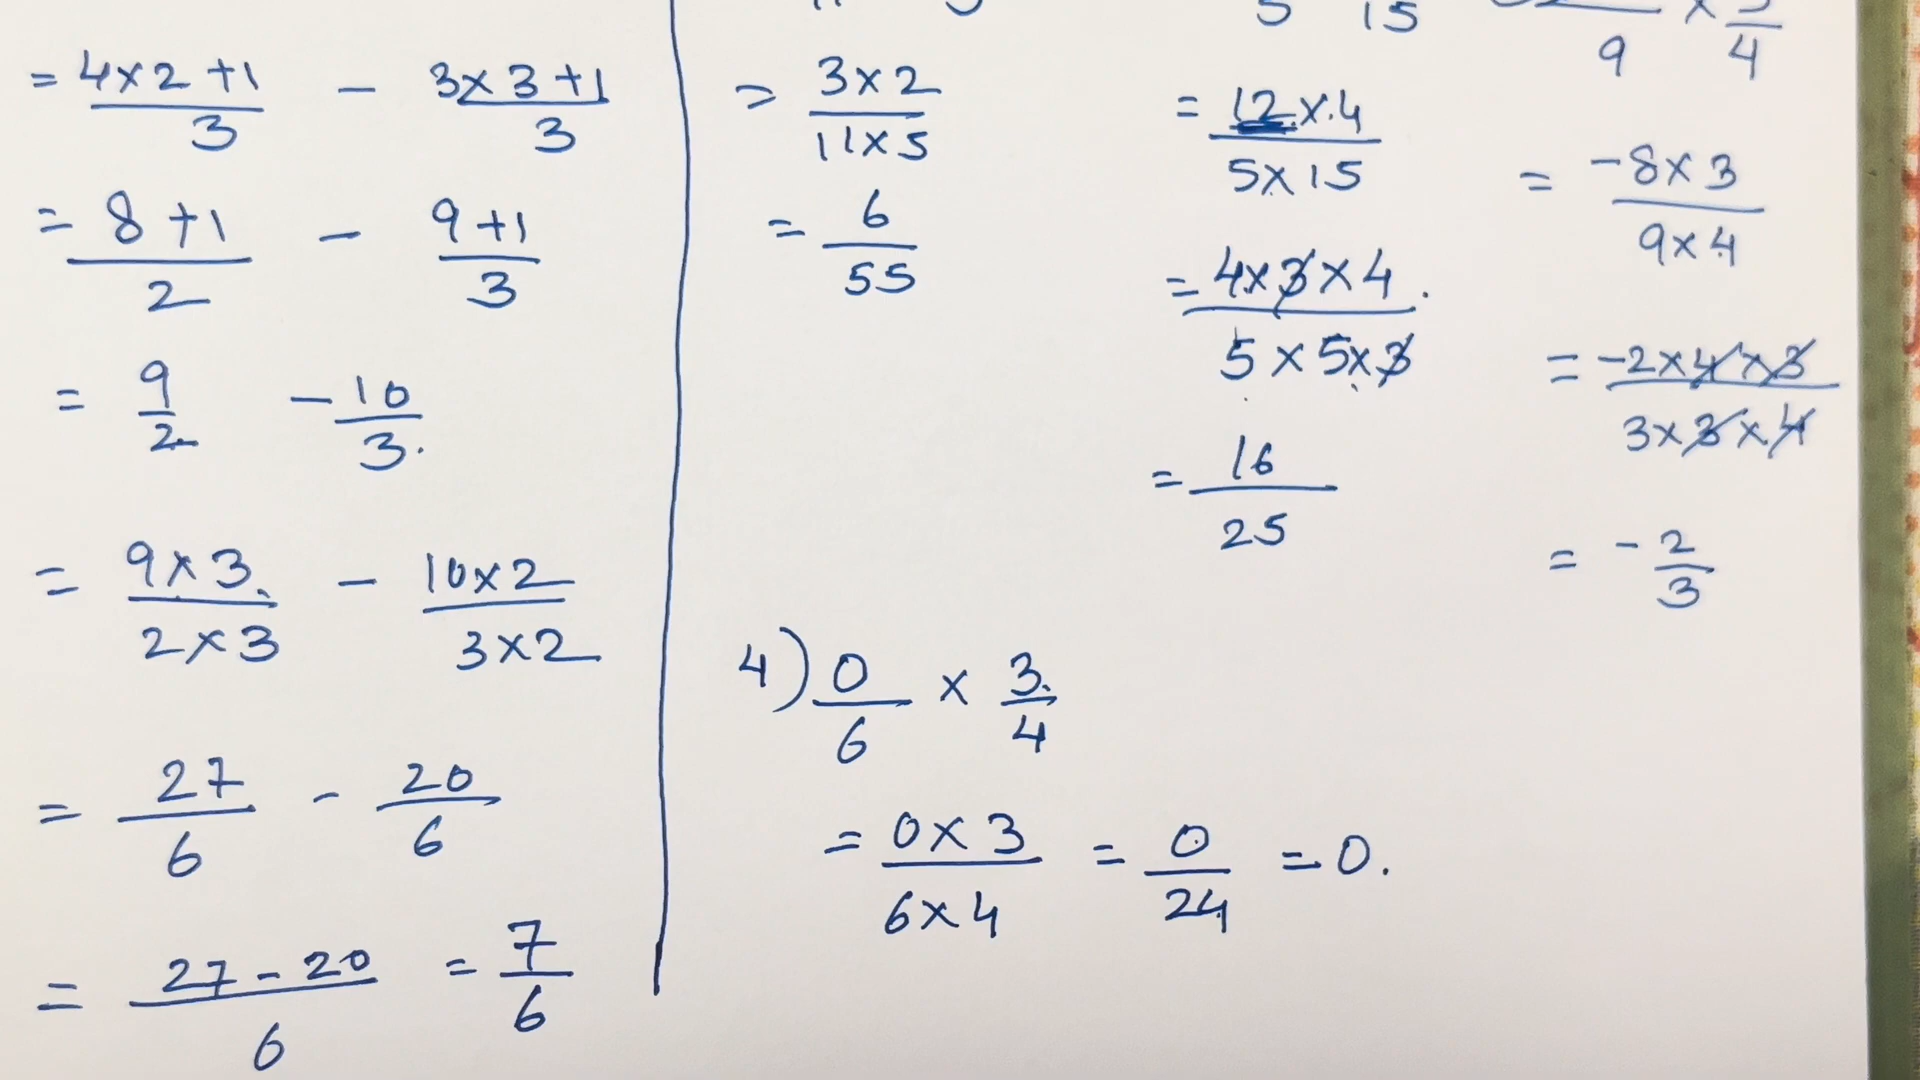 = 4×2+1/3 - 3×3+1/3
= 8+1/2 - 9+1/3
= 9/2 - 10/3.
= 9×3/2×3 - 10×2/3×2
= 27/6 - 20/6
= 27-20/6 = 7/6
= 3×2/11×5
= 6/55
5 15
= 12×4/5×15
= 4×3×4/5×5×3
= 16/25
9 × 4
= -8×3/9×4
= -2×4×3/3×3×4
= -2/3
4) 0/6 × 3/4
= 0×3/6×4 = 0/24 = 0.